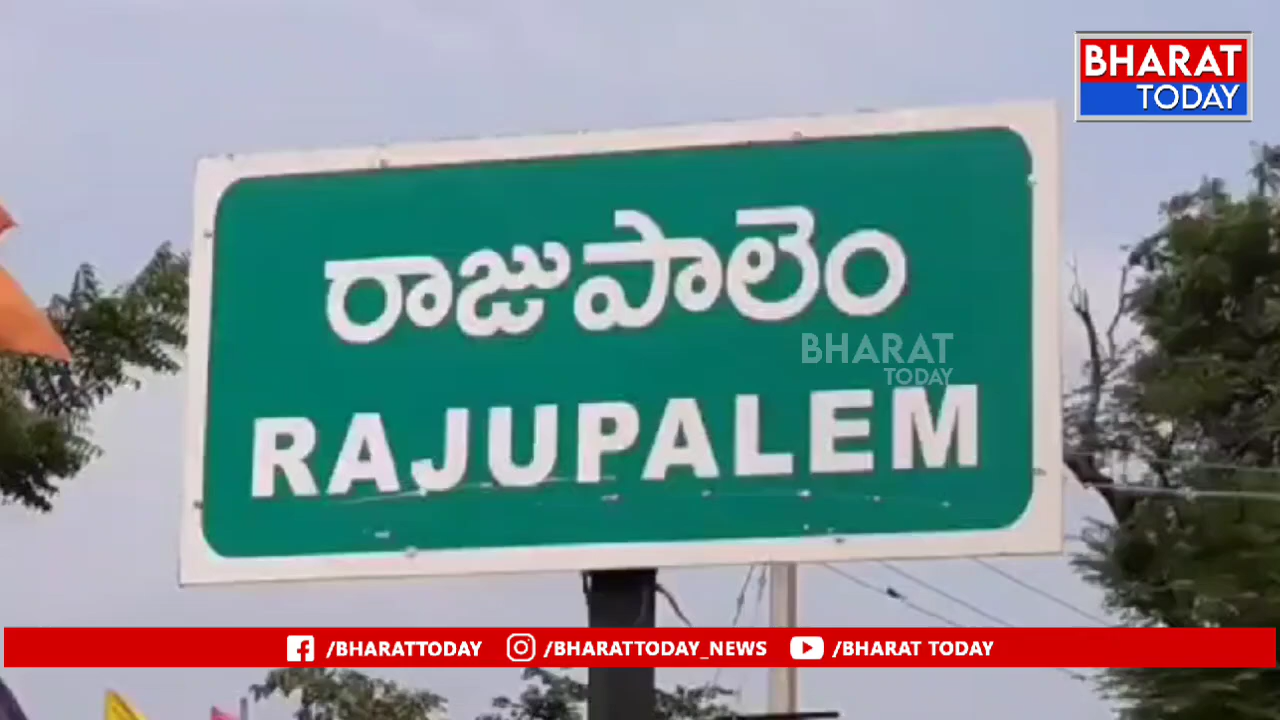 BHARAT
TODAY
రాజుపాలెం
BHARAT
TODAY
RAJUPALEM
/BHARATTODAY /BHARATTODAY_NEWS /BHARAT TODAY